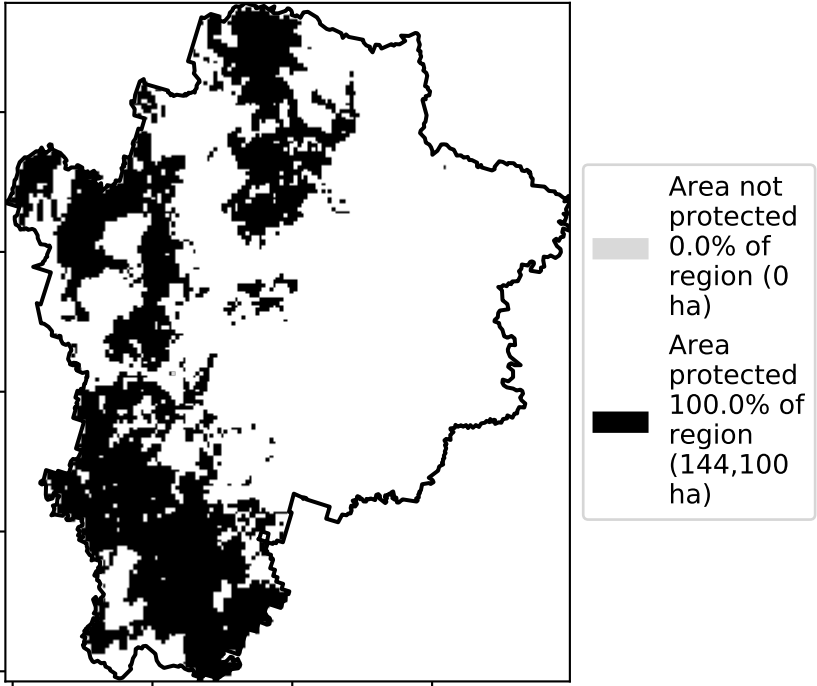 Area not
protected
0.0% of
region (0
ha)
Area
protected
100.0% of
region
(144,100
ha)